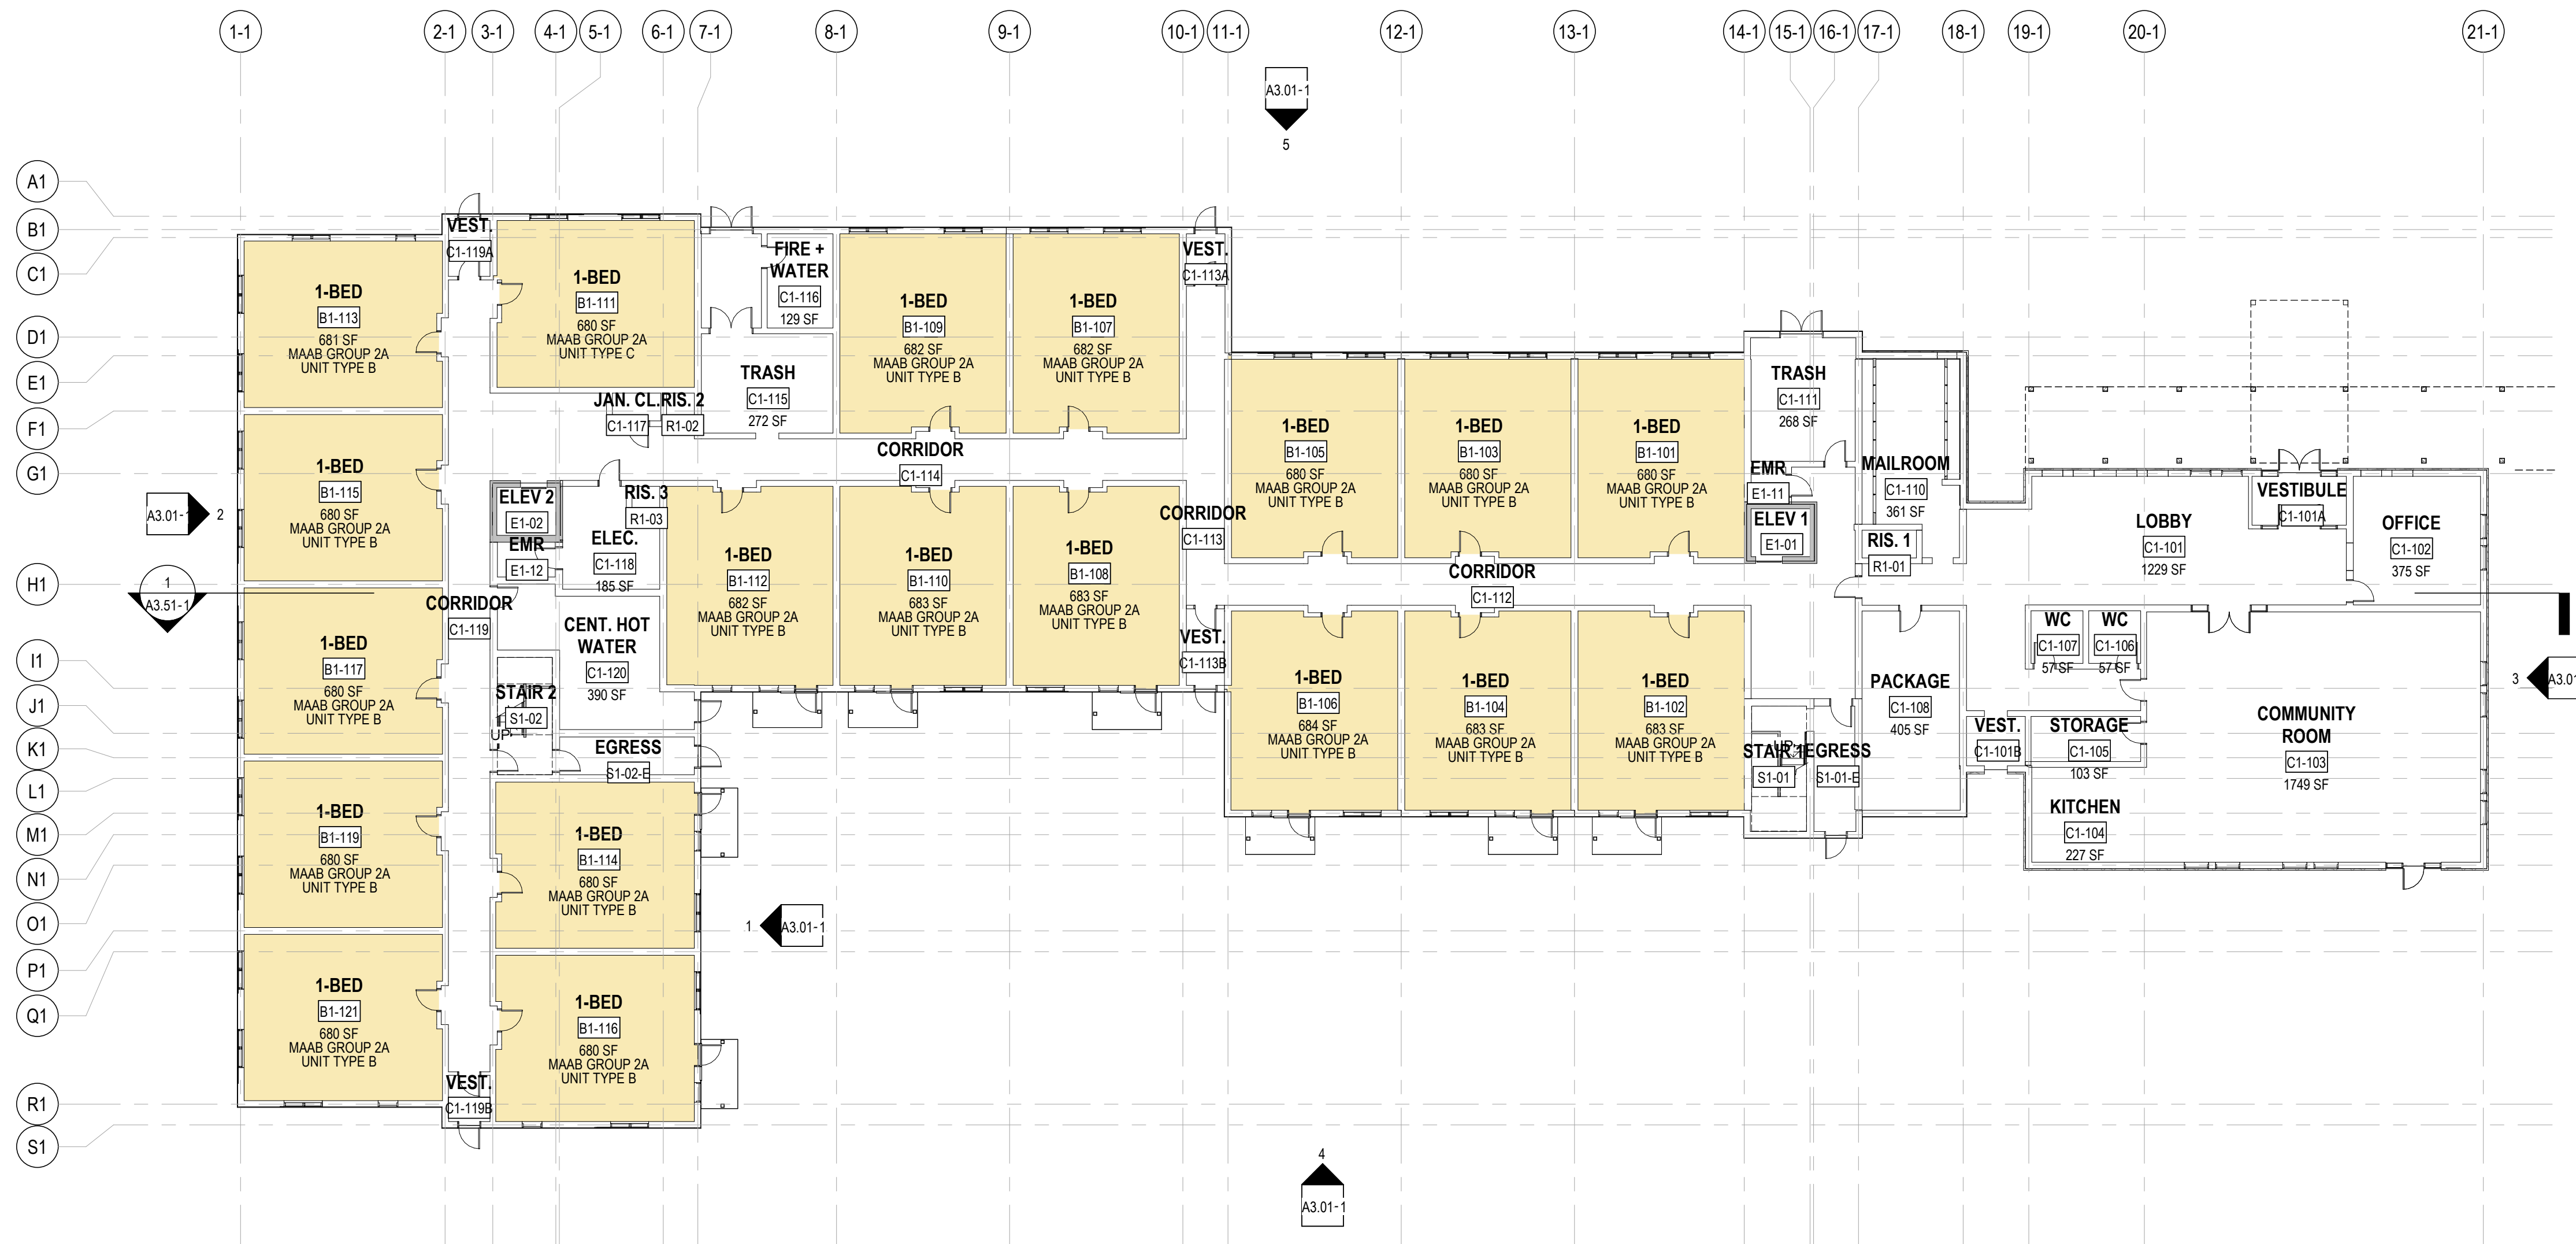 1-1 2-1 3-1 4-1 5-1 6-1 7-1 8-1 9-1 10-1 11-1 12-1 13-1 14-1 15-1 16-1 17-1 18-1 19-1 20-1 21-1
A1
B1
C1
D1
E1
F1
G1
H1
I1
J1
K1
L1
M1
N1
O1
P1
Q1
R1
S1
A3.01-1
5
A3.01-1
2
1
A3.51-1
3
A3.01
1
A3.01-1
4
A3.01-1
1-BED
B1-113
681 SF
MAAB GROUP 2A
UNIT TYPE B
1-BED
B1-115
680 SF
MAAB GROUP 2A
UNIT TYPE B
1-BED
B1-117
680 SF
MAAB GROUP 2A
UNIT TYPE B
1-BED
B1-119
680 SF
MAAB GROUP 2A
UNIT TYPE B
1-BED
B1-121
680 SF
MAAB GROUP 2A
UNIT TYPE B
VEST.
C1-119A
CORRIDOR
C1-119
VEST.
C1-119B
1-BED
B1-111
680 SF
MAAB GROUP 2A
UNIT TYPE C
JAN. CL.
C1-117
RIS. 2
R1-02
ELEV 2
E1-02
EMR
E1-12
RIS. 3
R1-03
ELEC.
C1-118
185 SF
CENT. HOT
WATER
C1-120
390 SF
STAIR 2
S1-02
UP
EGRESS
S1-02-E
1-BED
B1-114
680 SF
MAAB GROUP 2A
UNIT TYPE B
1-BED
B1-116
680 SF
MAAB GROUP 2A
UNIT TYPE B
FIRE +
WATER
C1-116
129 SF
TRASH
C1-115
272 SF
1-BED
B1-109
682 SF
MAAB GROUP 2A
UNIT TYPE B
1-BED
B1-107
682 SF
MAAB GROUP 2A
UNIT TYPE B
CORRIDOR
C1-114
1-BED
B1-112
682 SF
MAAB GROUP 2A
UNIT TYPE B
1-BED
B1-110
683 SF
MAAB GROUP 2A
UNIT TYPE B
1-BED
B1-108
683 SF
MAAB GROUP 2A
UNIT TYPE B
VEST.
C1-113A
CORRIDOR
C1-113
VEST.
C1-113B
1-BED
B1-105
680 SF
MAAB GROUP 2A
UNIT TYPE B
1-BED
B1-103
680 SF
MAAB GROUP 2A
UNIT TYPE B
1-BED
B1-101
680 SF
MAAB GROUP 2A
UNIT TYPE B
CORRIDOR
C1-112
1-BED
B1-106
684 SF
MAAB GROUP 2A
UNIT TYPE B
1-BED
B1-104
683 SF
MAAB GROUP 2A
UNIT TYPE B
1-BED
B1-102
683 SF
MAAB GROUP 2A
UNIT TYPE B
TRASH
C1-111
268 SF
EMR
E1-11
ELEV 1
E1-01
MAILROOM
C1-110
361 SF
RIS. 1
R1-01
STAIR 1
S1-01
UP
EGRESS
S1-01-E
PACKAGE
C1-108
405 SF
VEST.
C1-101B
LOBBY
C1-101
1229 SF
VESTIBULE
C1-101A
OFFICE
C1-102
375 SF
WC
C1-107
57 SF
WC
C1-106
57 SF
STORAGE
C1-105
103 SF
KITCHEN
C1-104
227 SF
COMMUNITY
ROOM
C1-103
1749 SF